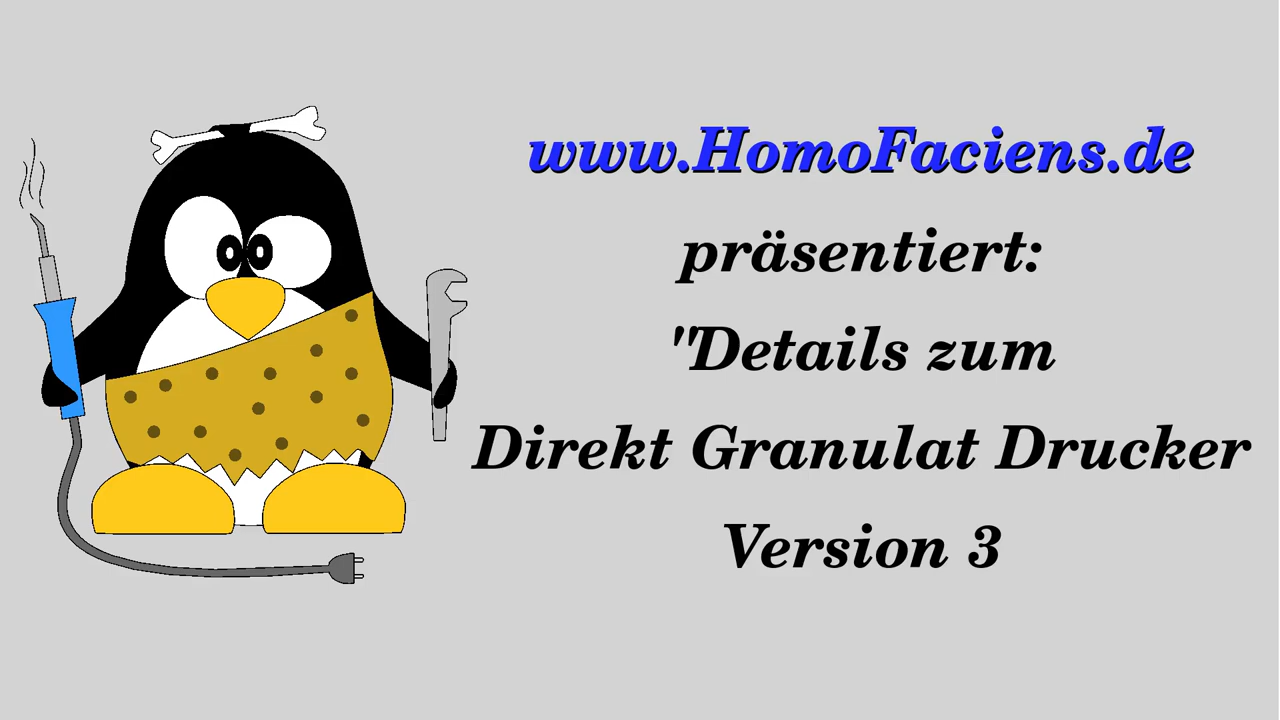 www.HomoFaciens.de
präsentiert:
"Details zum
Direkt Granulat Drucker
Version 3